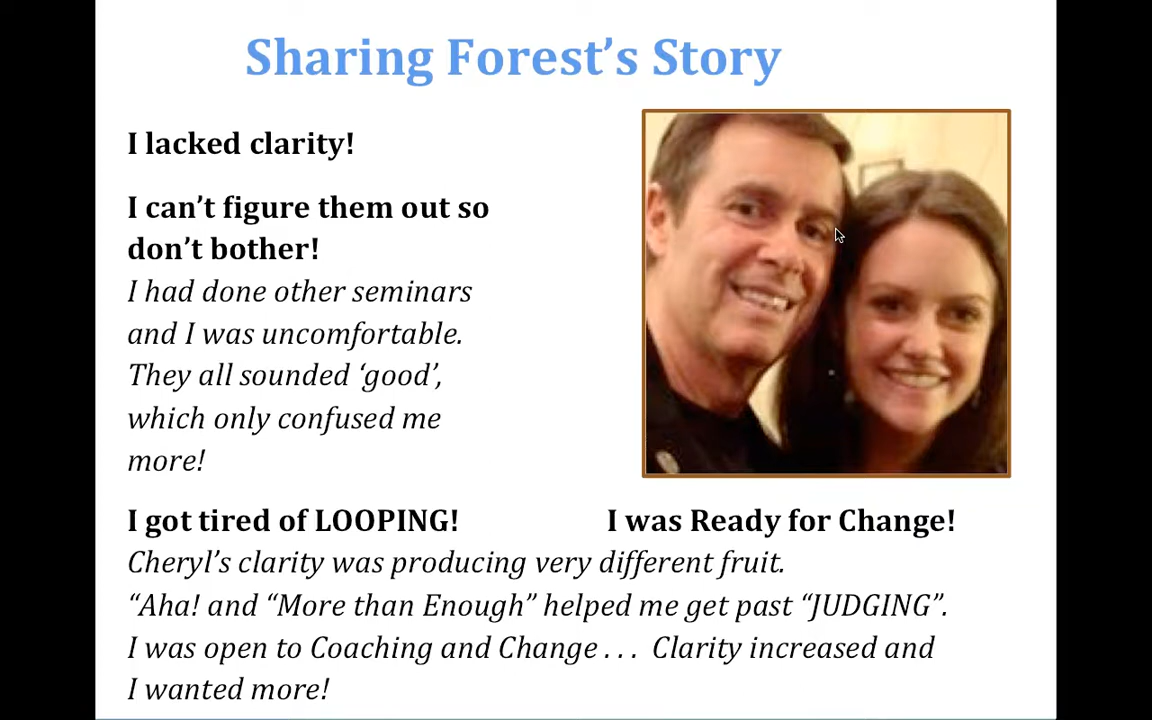 Sharing Forest’s Story
I lacked clarity!
I can’t figure them out so
don’t bother!
I had done other seminars
and I was uncomfortable.
They all sounded ‘good’,
which only confused me
more!
I got tired of LOOPING! I was Ready for Change!
Cheryl’s clarity was producing very different fruit.
“Aha! and “More than Enough” helped me get past “JUDGING”.
I was open to Coaching and Change . . . Clarity increased and
I wanted more!